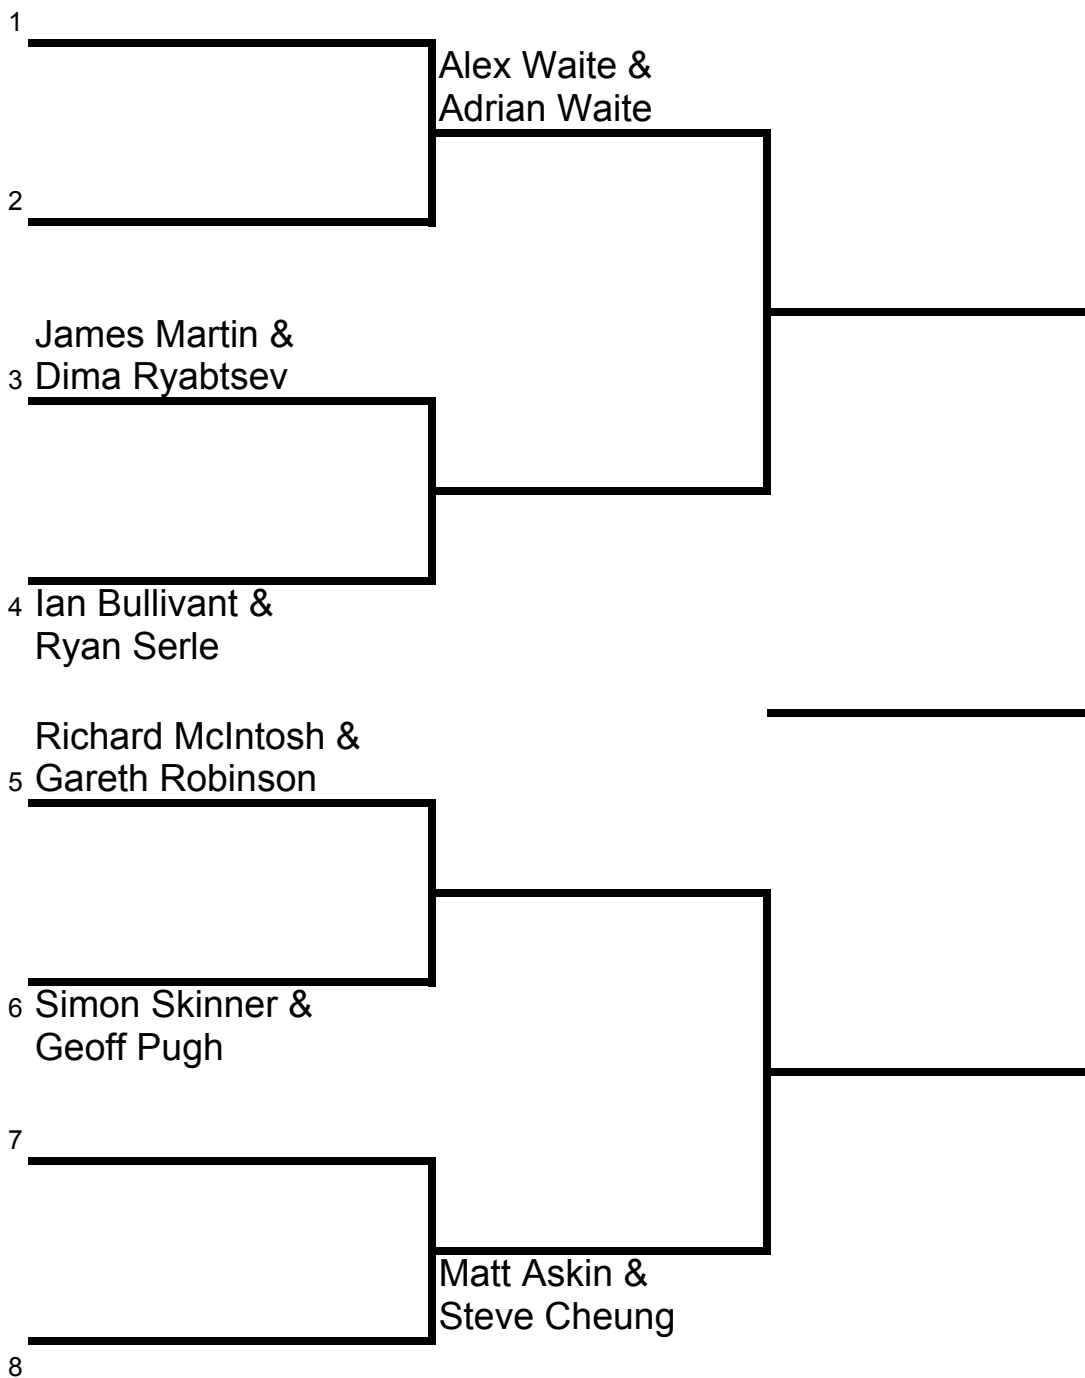 1
Alex Waite &
Adrian Waite
2
James Martin &
3 Dima Ryabtsev
4 Ian Bullivant &
Ryan Serle
Richard McIntosh &
5 Gareth Robinson
6 Simon Skinner &
Geoff Pugh
7
Matt Askin &
Steve Cheung
8